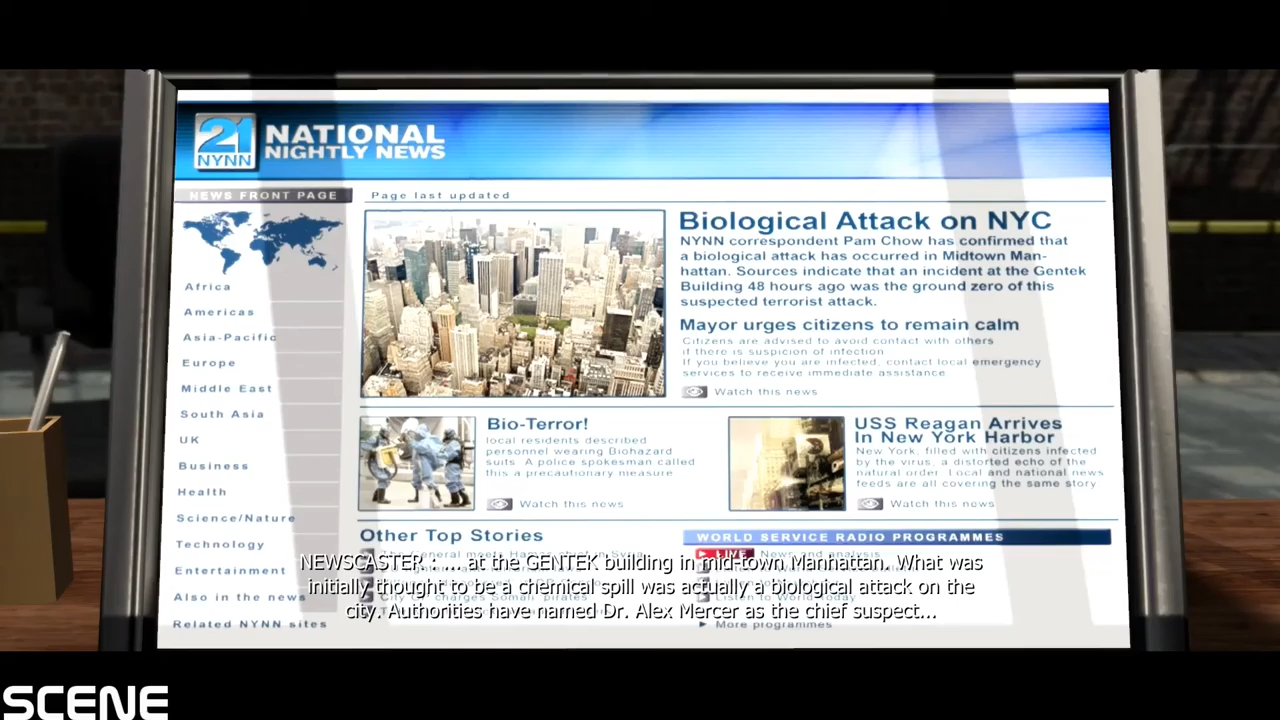 21
NYNN
NATIONAL
NIGHTLY NEWS
NEWS FRONT PAGE
Page last updated
Africa
Americas
Asia-Pacific
Europe
Middle East
South Asia
UK
Business
Health
Science/Nature
Technology
Entertainment
Also in the news
Related NYNN sites
Biological Attack on NYC
NYNN correspondent Pam Chow has confirmed that
a biological attack has occurred in Midtown Man-
hattan. Sources indicate that an incident at the Gentek
Building 48 hours ago was the ground zero of this
suspected terrorist attack.
Mayor urges citizens to remain calm
Citizens are advised to avoid contact with others
if there is suspicion of infection
If you believe you are infected, contact local emergency
services to receive immediate assistance
Watch this news
Bio-Terror!
local residents described
personnel wearing Biohazard
suits. A police spokesman called
this a precautionary measure
Watch this news
USS Reagan Arrives
In New York Harbor
New York, filled with citizens infected
by the virus, a distorted echo of the
natural order. Local and national news
feeds are all covering the same story
Watch this news
Other Top Stories
WORLD SERVICE RADIO PROGRAMMES
LIVE News and analysis
More programmes
NEWSCASTER : ... at the GENTEK building in mid-town Manhattan. What was
initially thought to be a chemical spill was actually a biological attack on the
city. Authorities have named Dr. Alex Mercer as the chief suspect...
SCENE